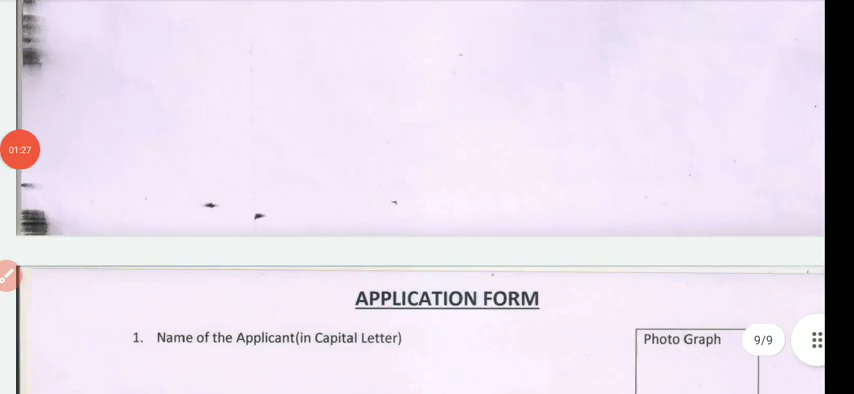 01:27
APPLICATION FORM
1. Name of the Applicant(in Capital Letter)
Photo Graph
9/9